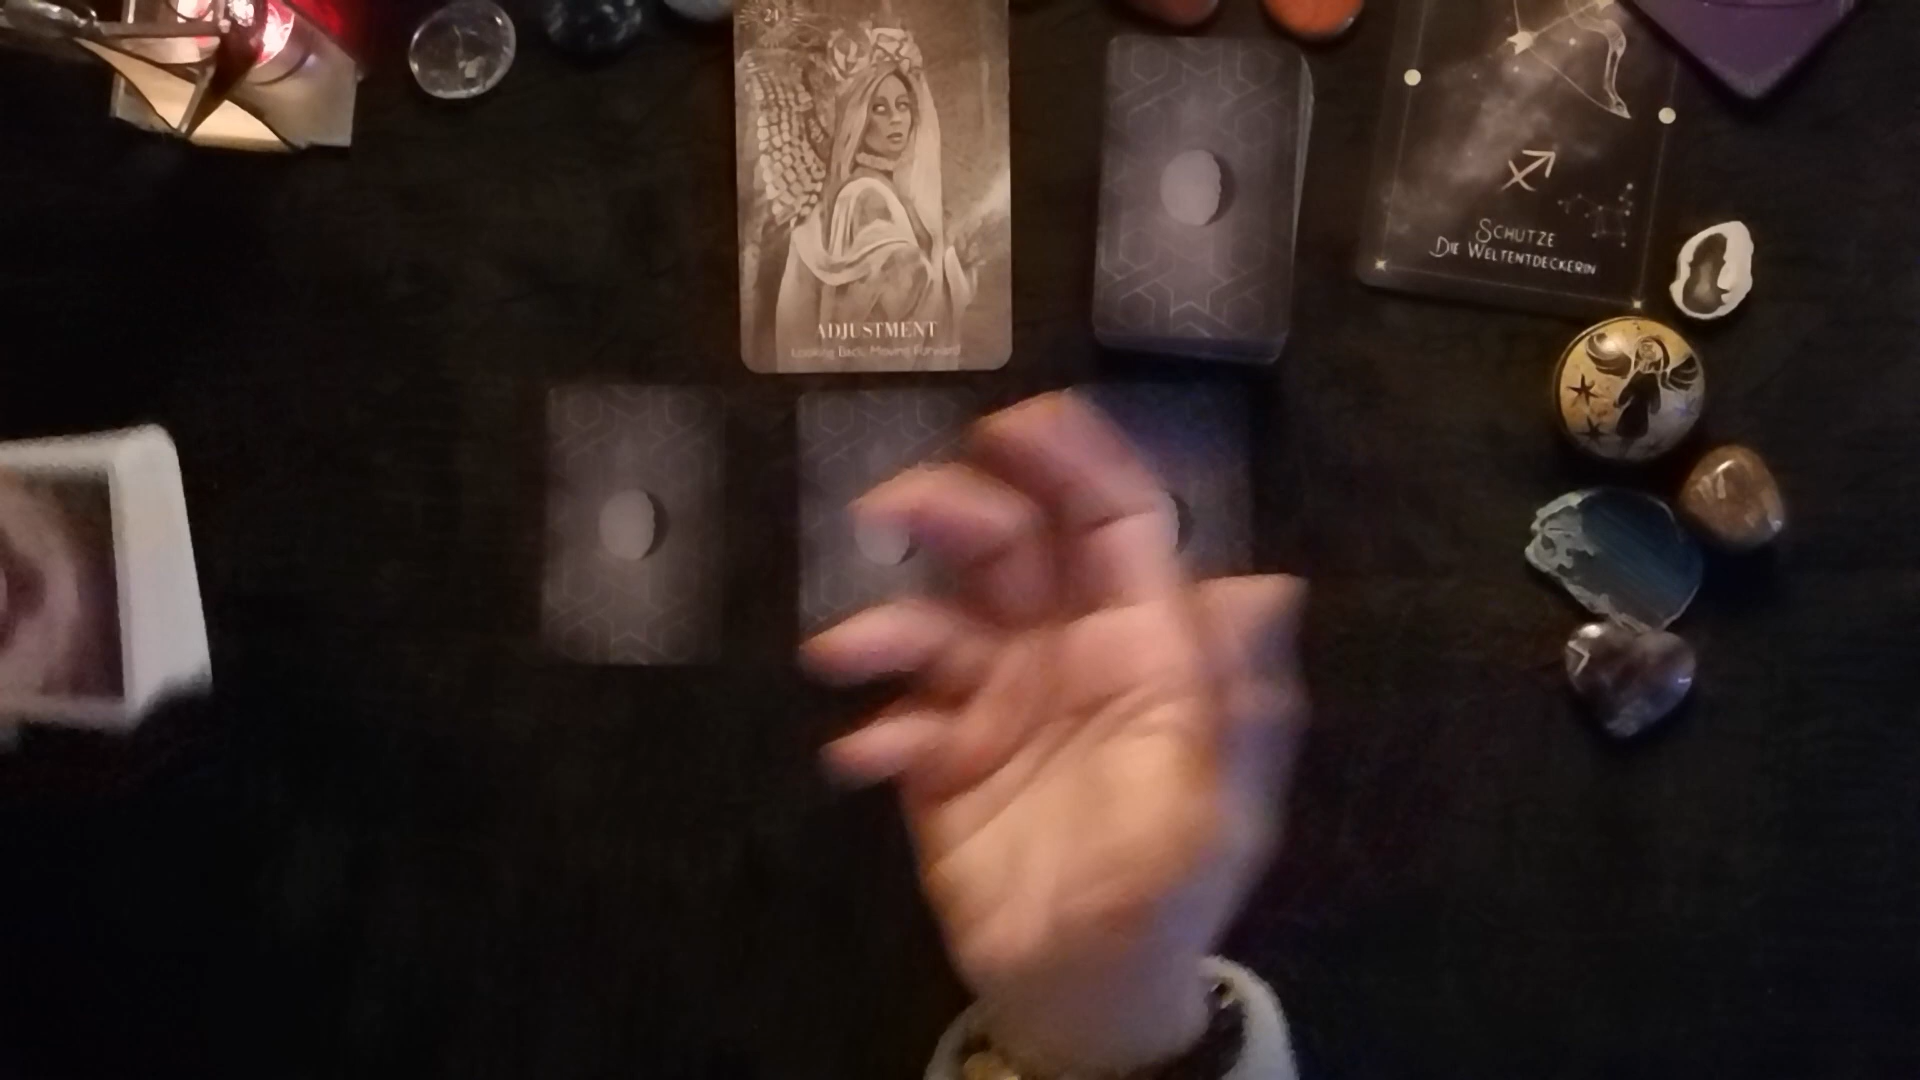 21
ADJUSTMENT
Looking Back, Moving Forward
SCHÜTZE
DIE WELTENTDECKERIN